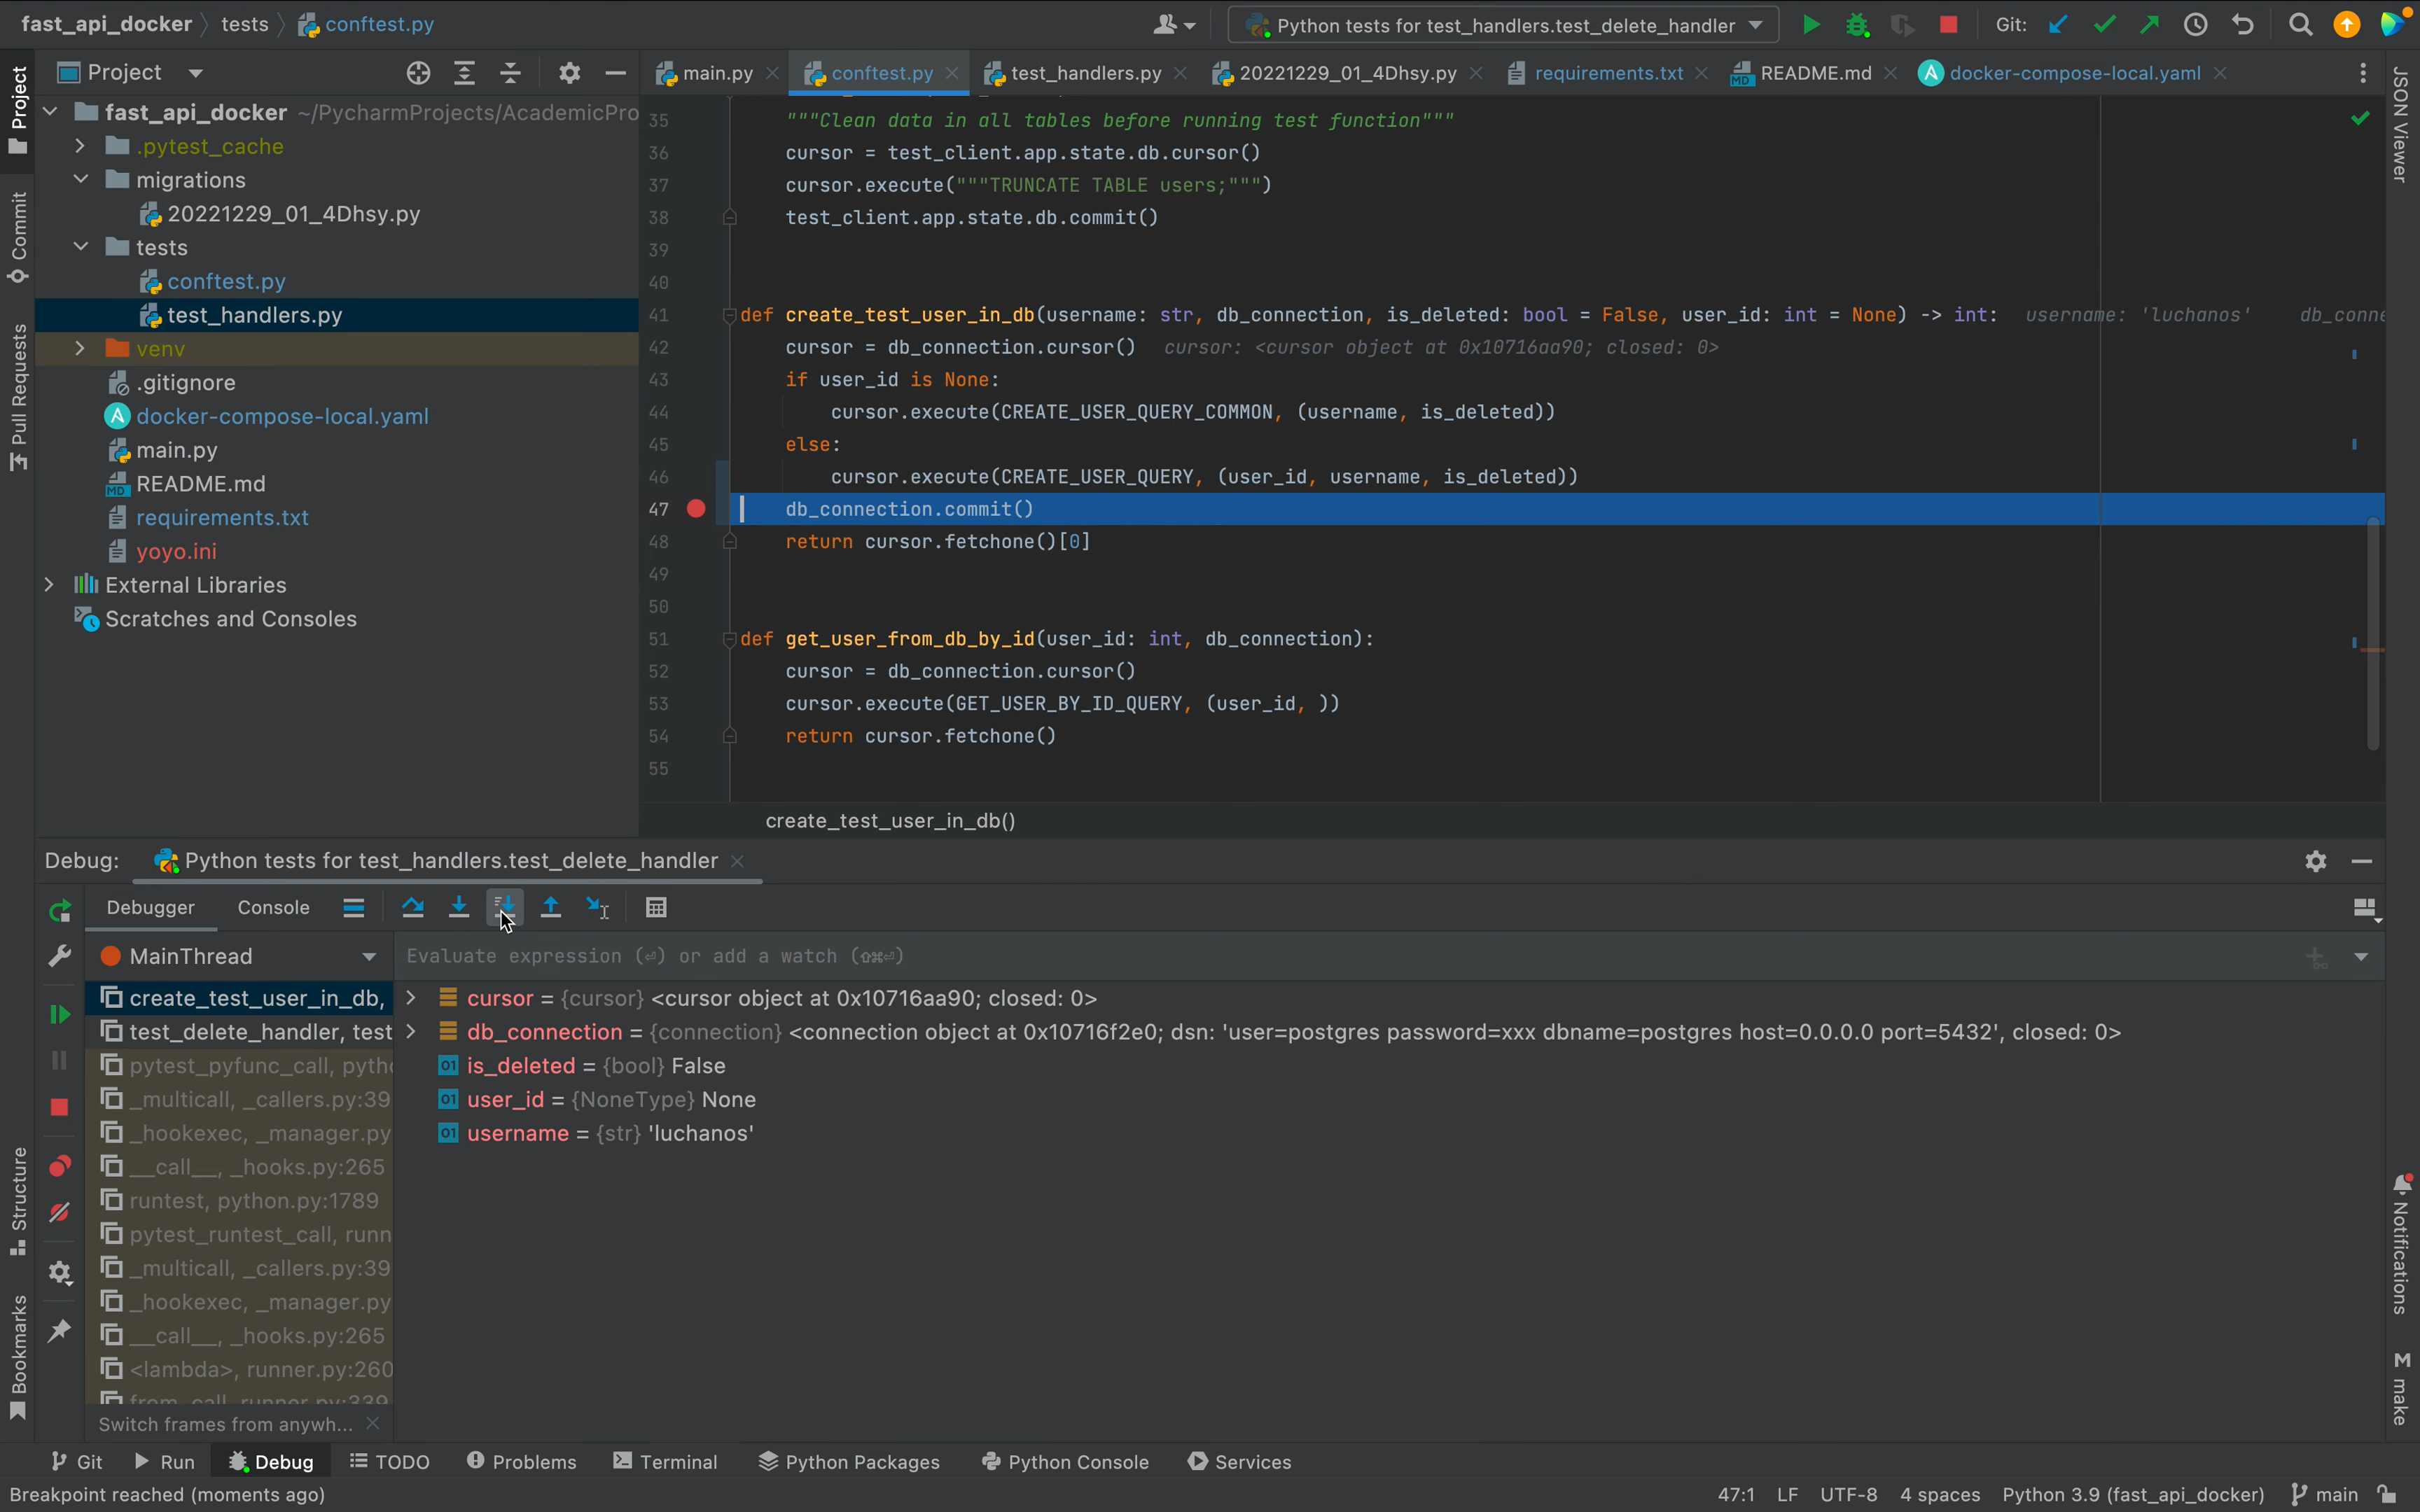 fast_api_docker
tests
conftest.py
Python tests for test_handlers.test_delete_handler
Git:
Project
main.py
conftest.py
test_handlers.py
20221229_01_4Dhsy.py
requirements.txt
README.md
docker-compose-local.yaml
Project
Commit
Pull Requests
Structure
Bookmarks
fast_api_docker ~/PycharmProjects/AcademicPro
.pytest_cache
migrations
20221229_01_4Dhsy.py
tests
conftest.py
test_handlers.py
venv
.gitignore
docker-compose-local.yaml
main.py
README.md
requirements.txt
yoyo.ini
External Libraries
Scratches and Consoles
35 """Clean data in all tables before running test function"""
36 cursor = test_client.app.state.db.cursor()
37 cursor.execute("""TRUNCATE TABLE users;""")
38 test_client.app.state.db.commit()
39
40
41 def create_test_user_in_db(username: str, db_connection, is_deleted: bool = False, user_id: int = None) -> int: username: 'luchanos' db_conne
42 cursor = db_connection.cursor() cursor: <cursor object at 0x10716aa90; closed: 0>
43 if user_id is None:
44 cursor.execute(CREATE_USER_QUERY_COMMON, (username, is_deleted))
45 else:
46 cursor.execute(CREATE_USER_QUERY, (user_id, username, is_deleted))
47 db_connection.commit()
48 return cursor.fetchone()[0]
49
50
51 def get_user_from_db_by_id(user_id: int, db_connection):
52 cursor = db_connection.cursor()
53 cursor.execute(GET_USER_BY_ID_QUERY, (user_id, ))
54 return cursor.fetchone()
55
create_test_user_in_db()
JSON Viewer
Notifications
make
Debug:
Python tests for test_handlers.test_delete_handler
Debugger
Console
MainThread
Evaluate expression (⏎) or add a watch (⇧⌘⏎)
create_test_user_in_db,
test_delete_handler, test
pytest_pyfunc_call, pytho
_multicall, _callers.py:39
_hookexec, _manager.py
__call__, _hooks.py:265
runtest, python.py:1789
pytest_runtest_call, runn
_multicall, _callers.py:39
_hookexec, _manager.py
__call__, _hooks.py:265
<lambda>, runner.py:260
from_call, runner.py:339
Switch frames from anywh...
cursor = {cursor} <cursor object at 0x10716aa90; closed: 0>
db_connection = {connection} <connection object at 0x10716f2e0; dsn: 'user=postgres password=xxx dbname=postgres host=0.0.0.0 port=5432', closed: 0>
is_deleted = {bool} False
user_id = {NoneType} None
username = {str} 'luchanos'
Git
Run
Debug
TODO
Problems
Terminal
Python Packages
Python Console
Services
Breakpoint reached (moments ago)
47:1 LF UTF-8 4 spaces Python 3.9 (fast_api_docker) main